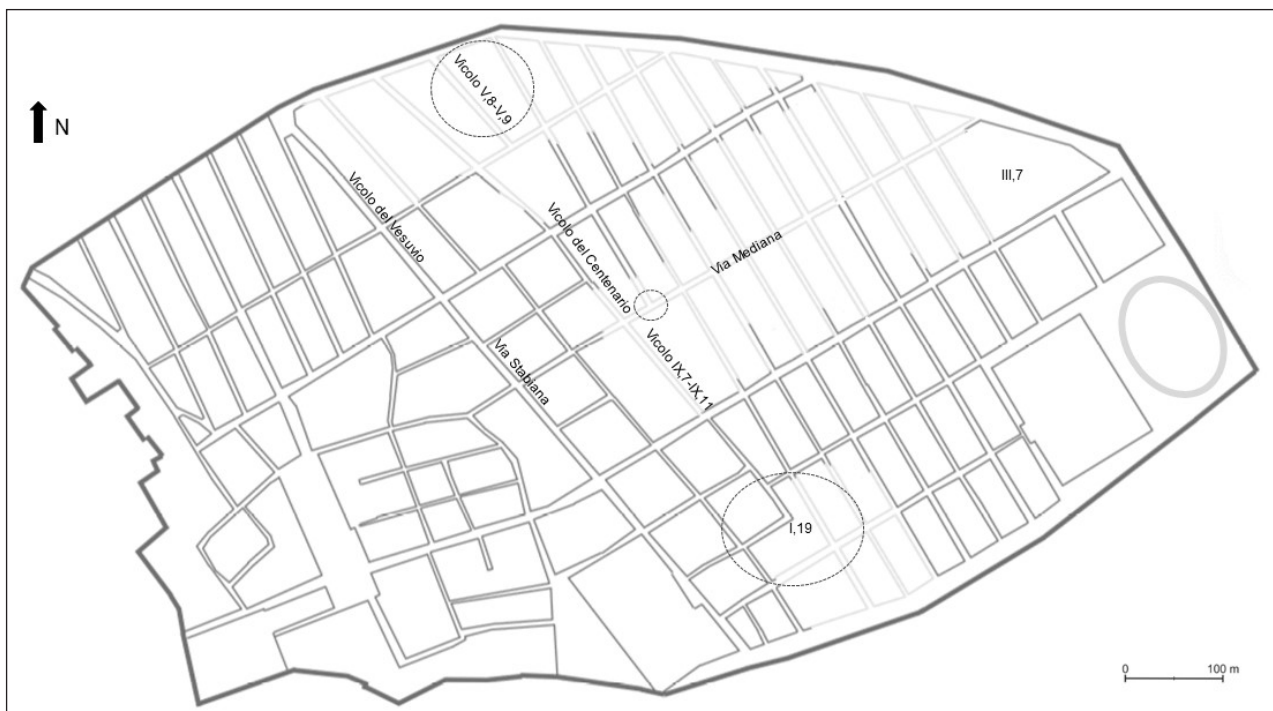 Vicolo V,8-V,9
N
Vicolo del Vesuvio
III,7
Vicolo del Centenario
Via Mediana
Via Stabiana
Vicolo IX,7-IX,11
I,19
0 100 m